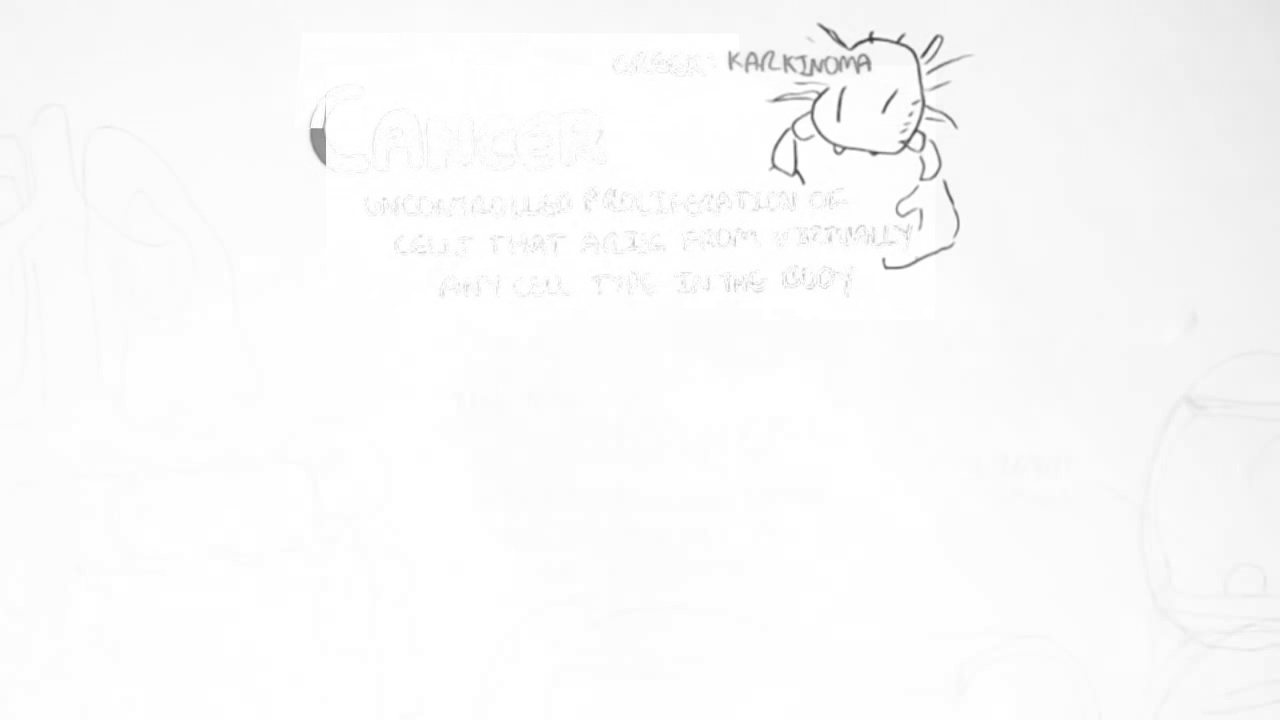 GREEK: KARKINOMA
CANCER
UNCONTROLLED PROLIFERATION OF
CELLS THAT ARISE FROM VIRTUALLY
ANY CELL TYPE IN THE BODY